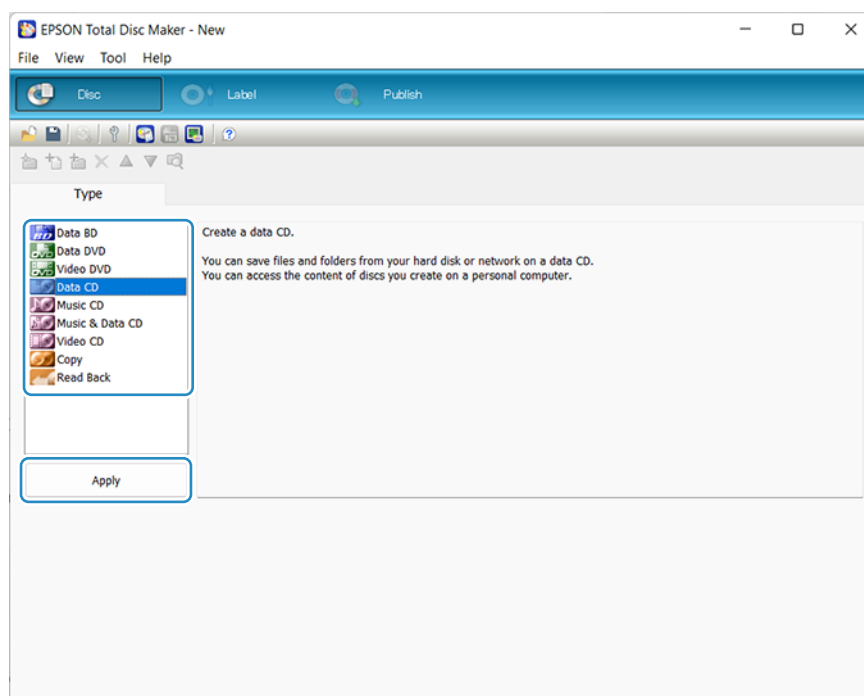 EPSON Total Disc Maker - New
File View Tool Help
Disc Label Publish
Type
Data BD
Data DVD
Video DVD
Data CD
Music CD
Music & Data CD
Video CD
Copy
Read Back
Apply
Create a data CD.
You can save files and folders from your hard disk or network on a data CD.
You can access the content of discs you create on a personal computer.